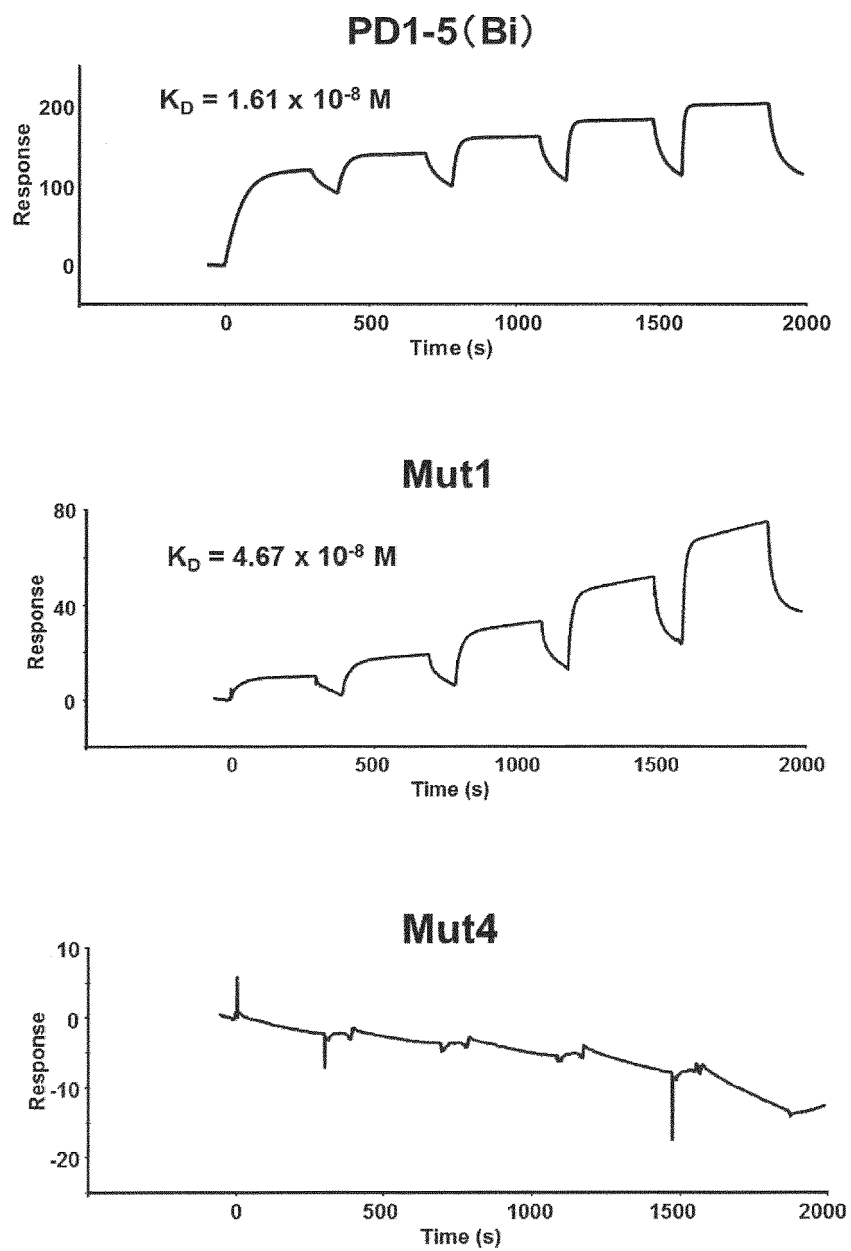 PD1-5(Bi)
K_D = 1.61 x 10^-8 M
200
100
0
Response
0 500 1000 1500 2000
Time (s)
Mut1
80
K_D = 4.67 x 10^-8 M
40
0
Response
0 500 1000 1500 2000
Time (s)
Mut4
10
0
-10
-20
Response
0 500 1000 1500 2000
Time (s)